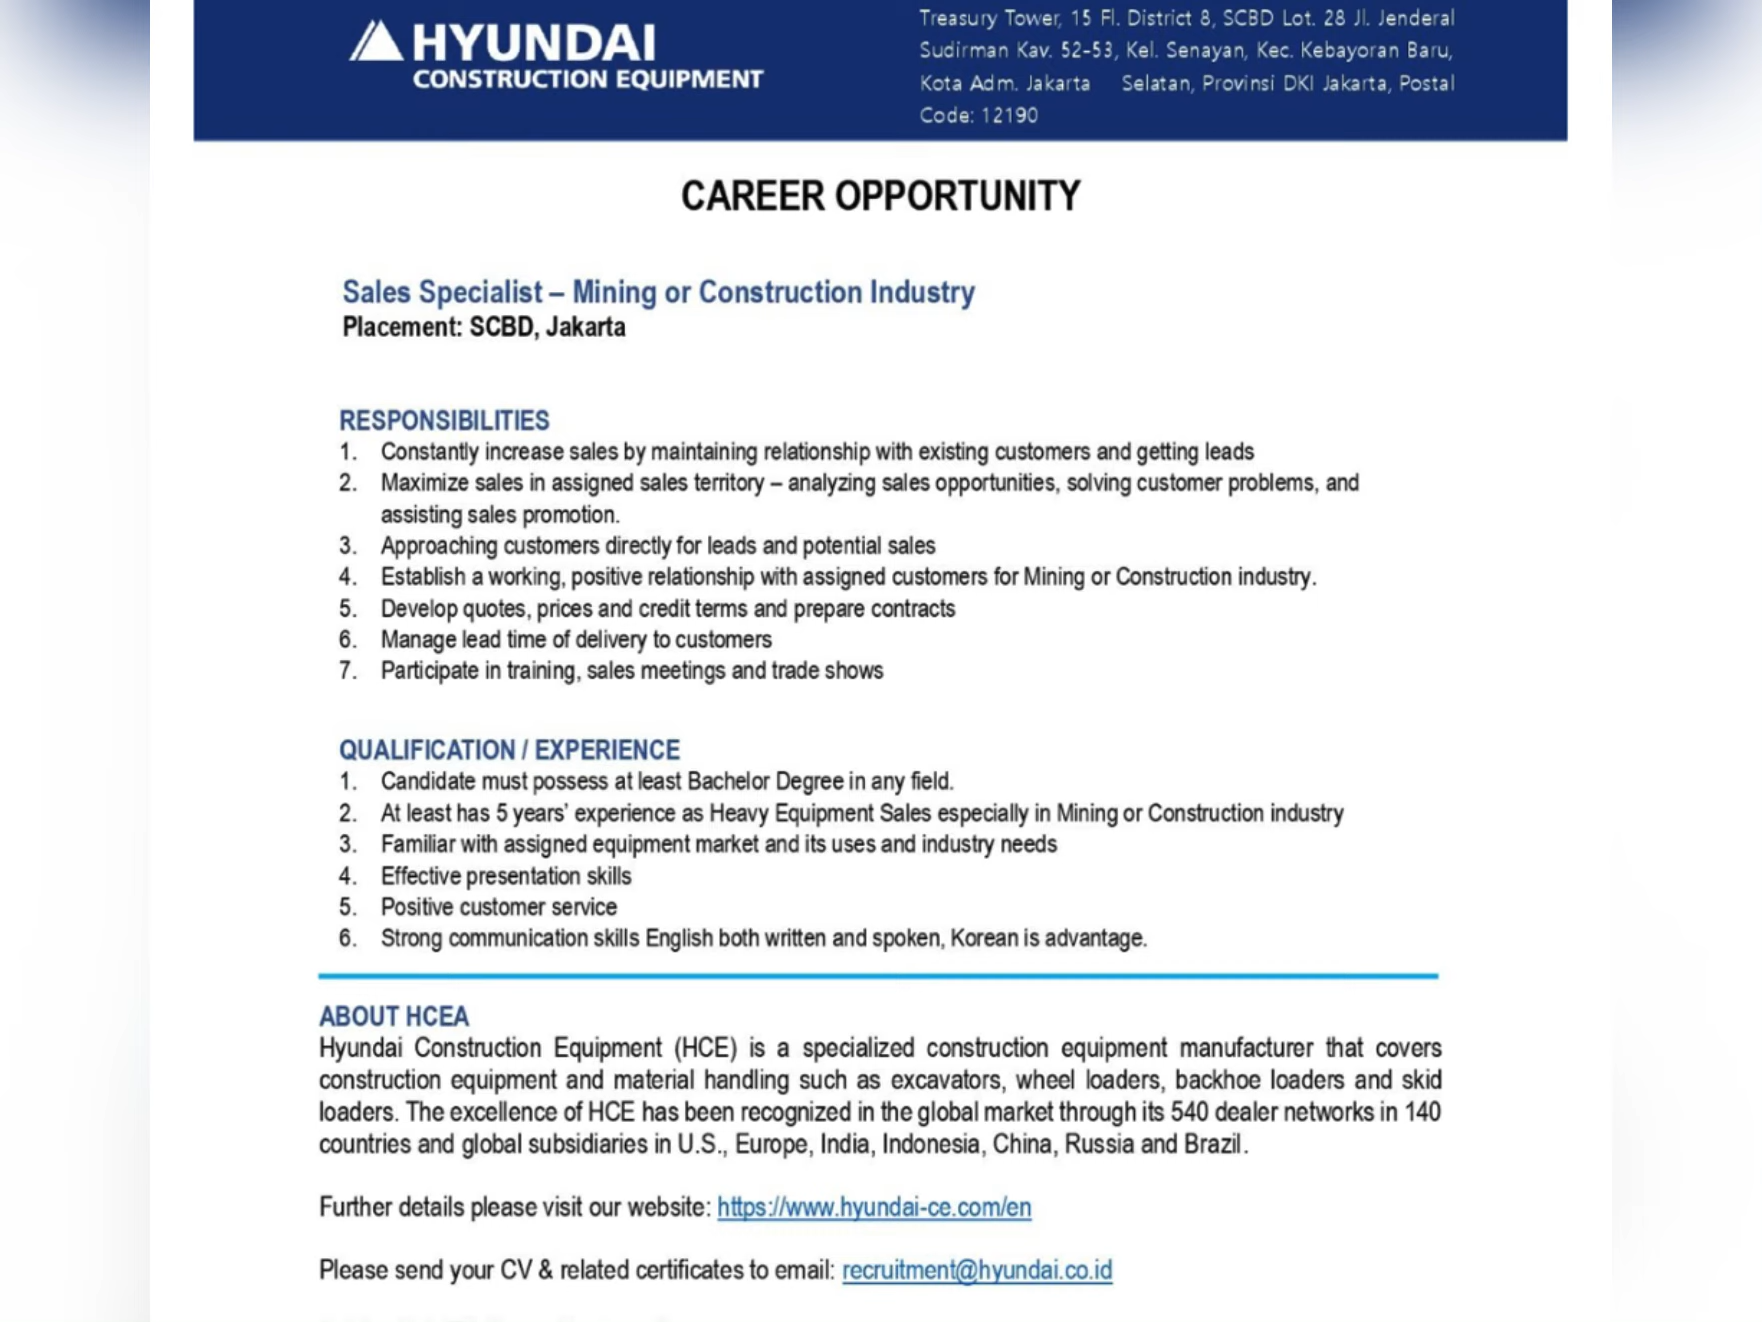 HYUNDAI
CONSTRUCTION EQUIPMENT
Treasury Tower, 15 Fl. District 8, SCBD Lot. 28 Jl. Jenderal
Sudirman Kav. 52-53, Kel. Senayan, Kec. Kebayoran Baru,
Kota Adm. Jakarta Selatan, Provinsi DKI Jakarta, Postal
Code: 12190
CAREER OPPORTUNITY
Sales Specialist – Mining or Construction Industry
Placement: SCBD, Jakarta
RESPONSIBILITIES
1. Constantly increase sales by maintaining relationship with existing customers and getting leads
2. Maximize sales in assigned sales territory – analyzing sales opportunities, solving customer problems, and
assisting sales promotion.
3. Approaching customers directly for leads and potential sales
4. Establish a working, positive relationship with assigned customers for Mining or Construction industry.
5. Develop quotes, prices and credit terms and prepare contracts
6. Manage lead time of delivery to customers
7. Participate in training, sales meetings and trade shows
QUALIFICATION / EXPERIENCE
1. Candidate must possess at least Bachelor Degree in any field.
2. At least has 5 years’ experience as Heavy Equipment Sales especially in Mining or Construction industry
3. Familiar with assigned equipment market and its uses and industry needs
4. Effective presentation skills
5. Positive customer service
6. Strong communication skills English both written and spoken, Korean is advantage.
ABOUT HCEA
Hyundai Construction Equipment (HCE) is a specialized construction equipment manufacturer that covers
construction equipment and material handling such as excavators, wheel loaders, backhoe loaders and skid
loaders. The excellence of HCE has been recognized in the global market through its 540 dealer networks in 140
countries and global subsidiaries in U.S., Europe, India, Indonesia, China, Russia and Brazil.
Further details please visit our website: https://www.hyundai-ce.com/en
Please send your CV & related certificates to email: recruitment@hyundai.co.id